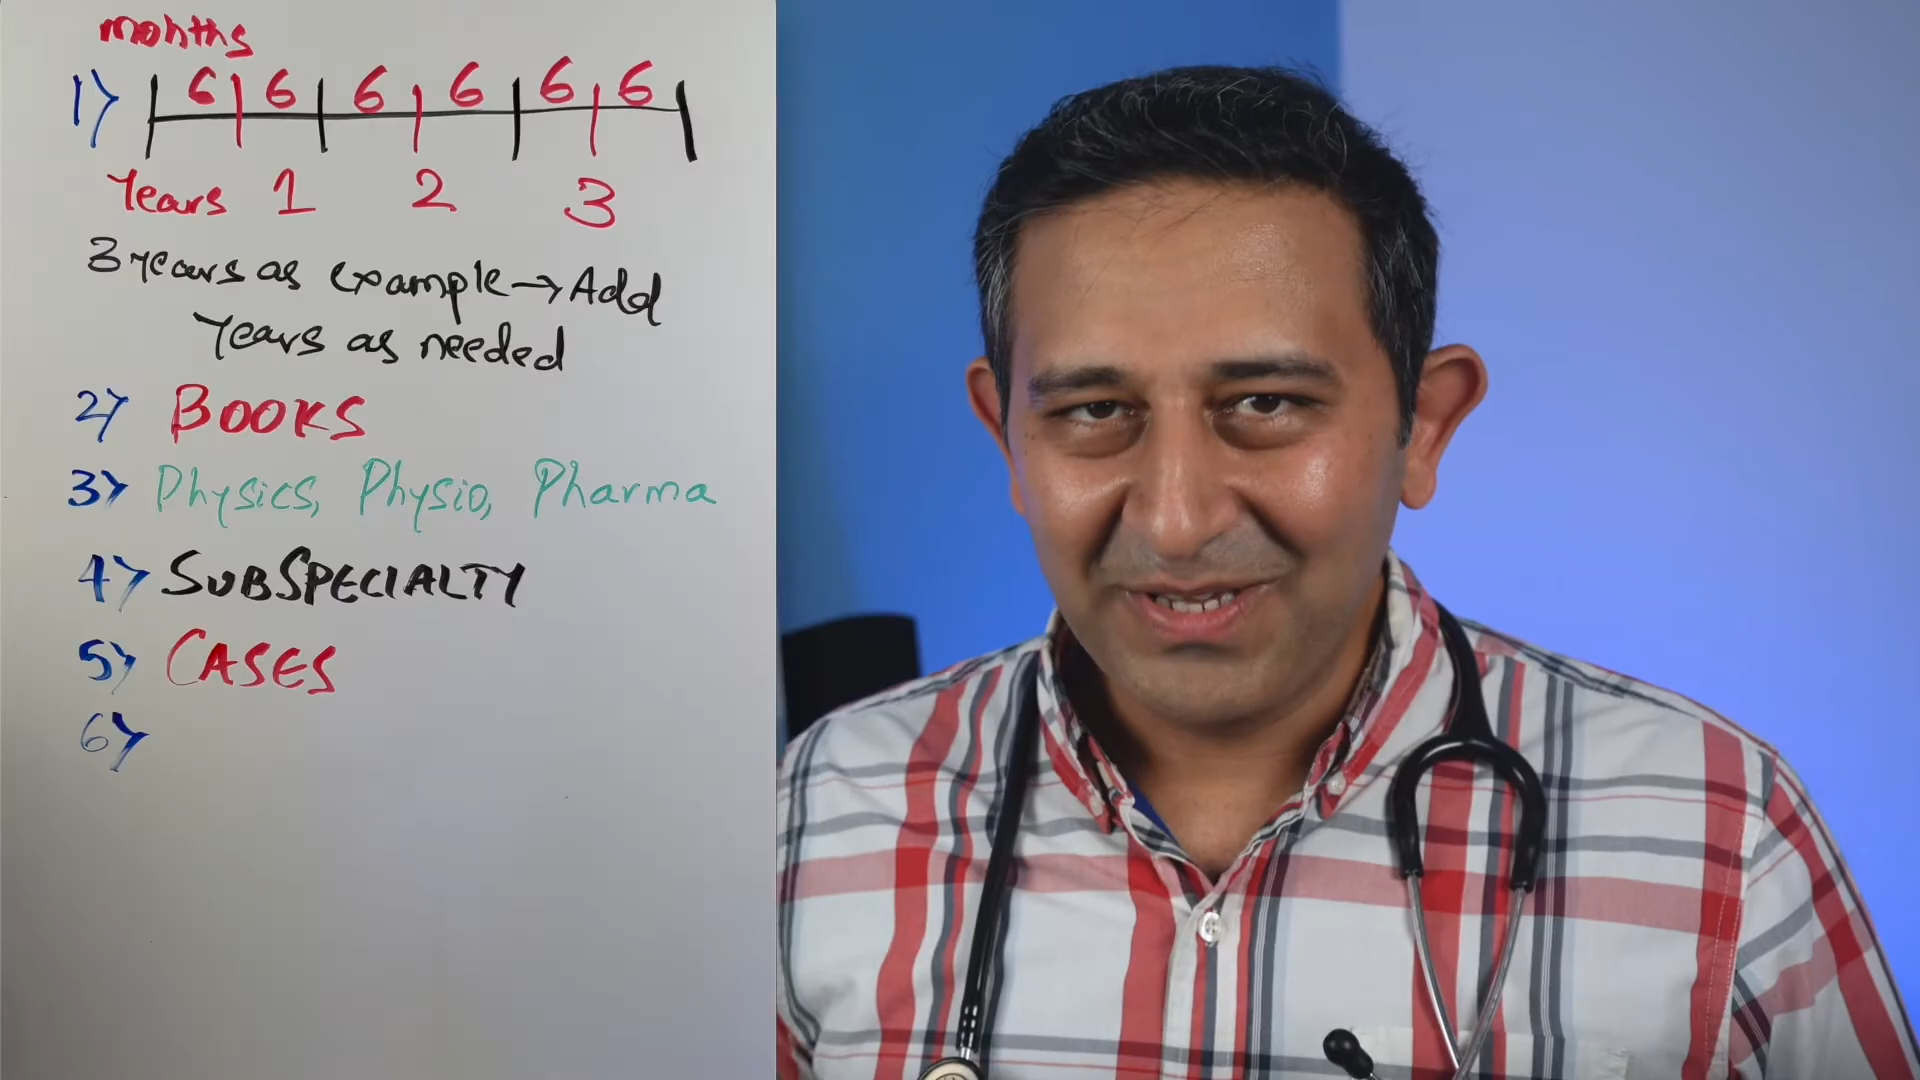 months
1) 6 6 6 6 6 6
Years 1 2 3
3 years as example → Add
Years as needed
2) BOOKS
3) Physics, Physio, Pharma
4) SUBSPECIALTY
5) CASES
6)